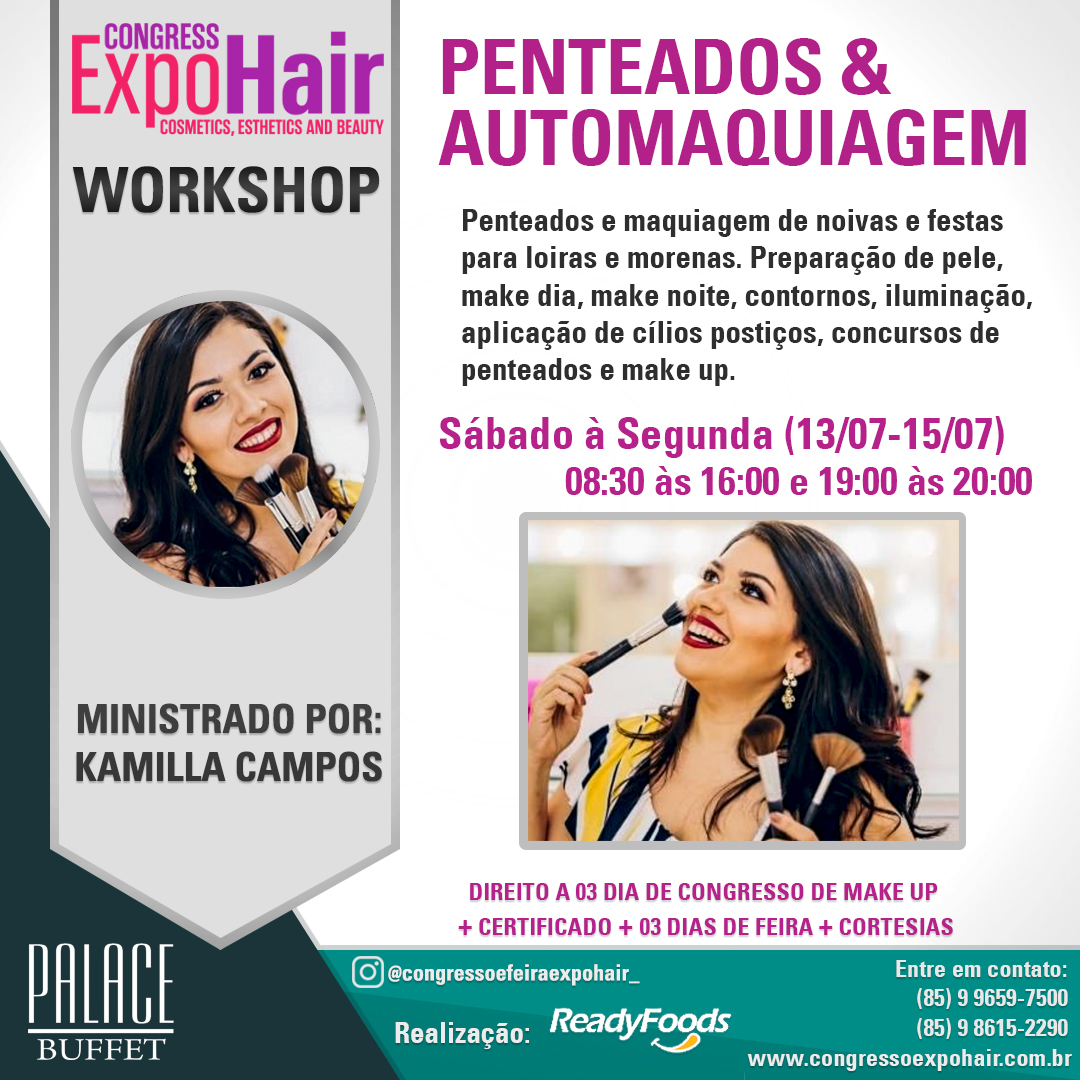 CONGRESS
ExpoHair
COSMETICS, ESTHETICS AND BEAUTY
WORKSHOP
MINISTRADO POR:
KAMILLA CAMPOS
PENTEADOS &
AUTOMAQUIAGEM
Penteados e maquiagem de noivas e festas
para loiras e morenas. Preparação de pele,
make dia, make noite, contornos, iluminação,
aplicação de cílios postiços, concursos de
penteados e make up.
Sábado à Segunda (13/07-15/07)
08:30 às 16:00 e 19:00 às 20:00
DIREITO A 03 DIA DE CONGRESSO DE MAKE UP
+ CERTIFICADO + 03 DIAS DE FEIRA + CORTESIAS
PALACE
BUFFET
@congressoefeiraexpohair_
Realização: ReadyFoods
Entre em contato:
(85) 9 9659-7500
(85) 9 8615-2290
www.congressoexpohair.com.br